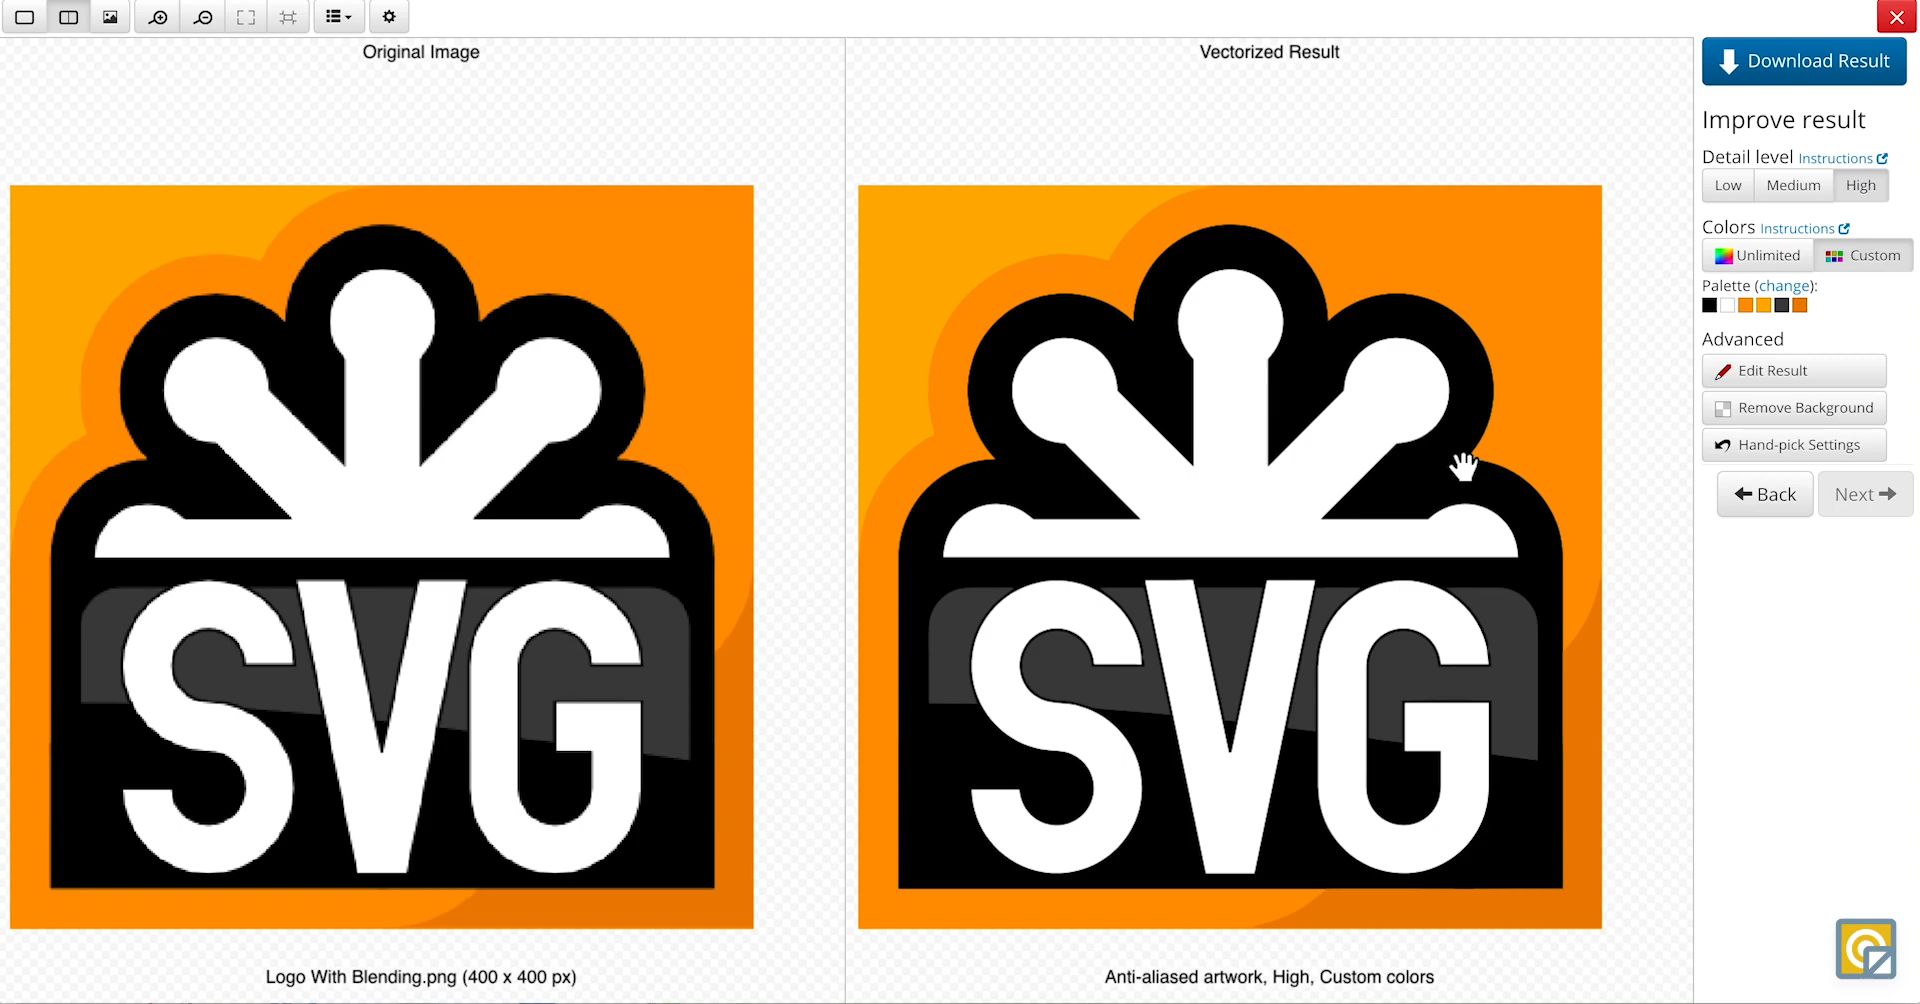 Original Image
Vectorized Result
SVG
SVG
Logo With Blending.png (400 x 400 px)
Anti-aliased artwork, High, Custom colors
Download Result
Improve result
Detail level Instructions
Low Medium High
Colors Instructions
Unlimited Custom
Palette (change):
Advanced
Edit Result
Remove Background
Hand-pick Settings
Back Next